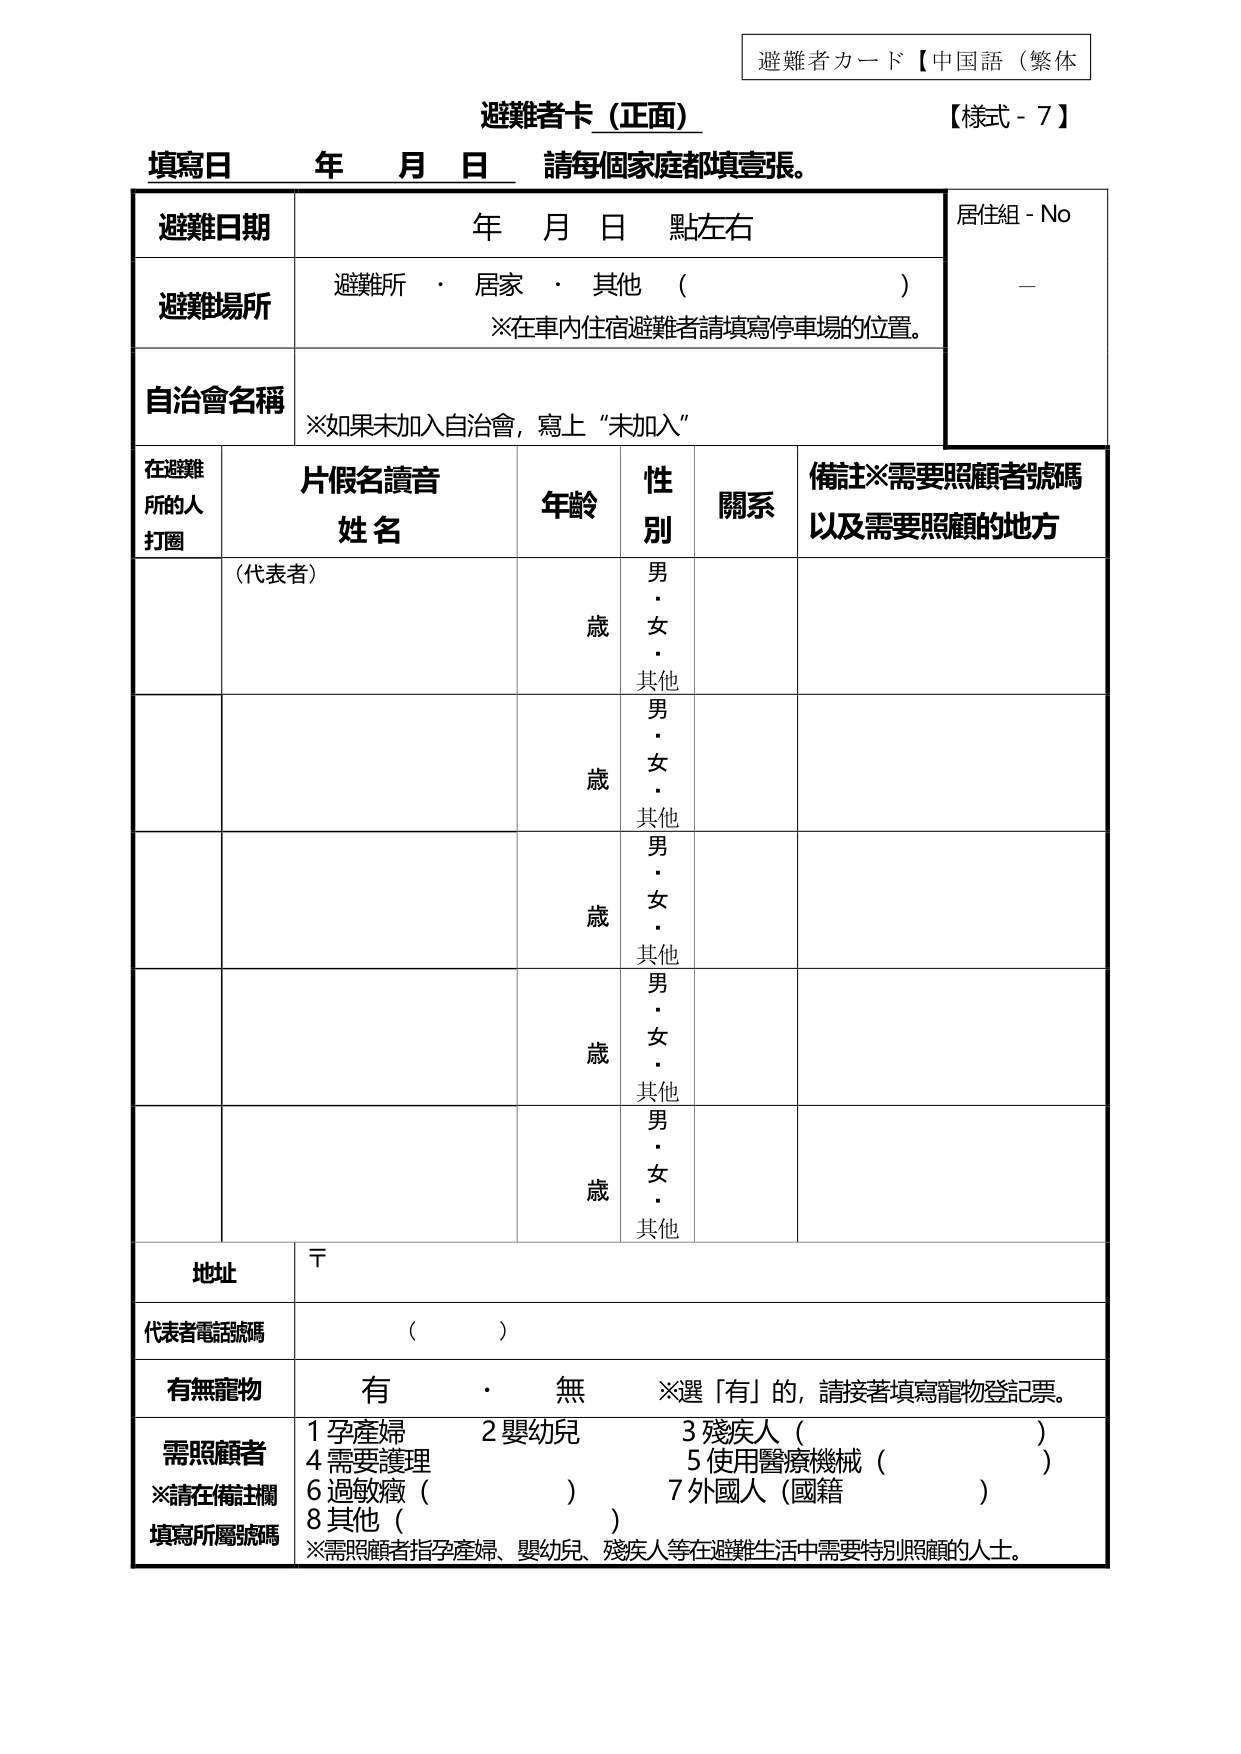 避難者カード【中国語（繁体
避難者卡（正面） 【様式 - ７】
填寫日 年 月 日 請每個家庭都填壹張。
避難日期 年 月 日 點左右 居住組 - No
避難場所 避難所 ・ 居家 ・ 其他 （ ） －
※在車內住宿避難者請填寫停車場的位置。
自治會名稱
※如果未加入自治會，寫上“未加入”
在避難
所的人
打圈
片假名讀音
姓 名
年齡
性
別
關系
備註※需要照顧者號碼
以及需要照顧的地方
（代表者）
歳
男
・
女
・
其他
歳
男
・
女
・
其他
歳
男
・
女
・
其他
歳
男
・
女
・
其他
歳
男
・
女
・
其他
地址 〒
代表者電話號碼 （ ）
有無寵物 有 ・ 無 ※選「有」的，請接著填寫寵物登記票。
需照顧者
※請在備註欄
填寫所屬號碼
1 孕產婦 2 嬰幼兒 3 殘疾人（ ）
4 需要護理 5 使用醫療機械（ ）
6 過敏癥（ ） 7 外國人（國籍 ）
8 其他（ ）
※需照顧者指孕產婦、嬰幼兒、殘疾人等在避難生活中需要特別照顧的人士。